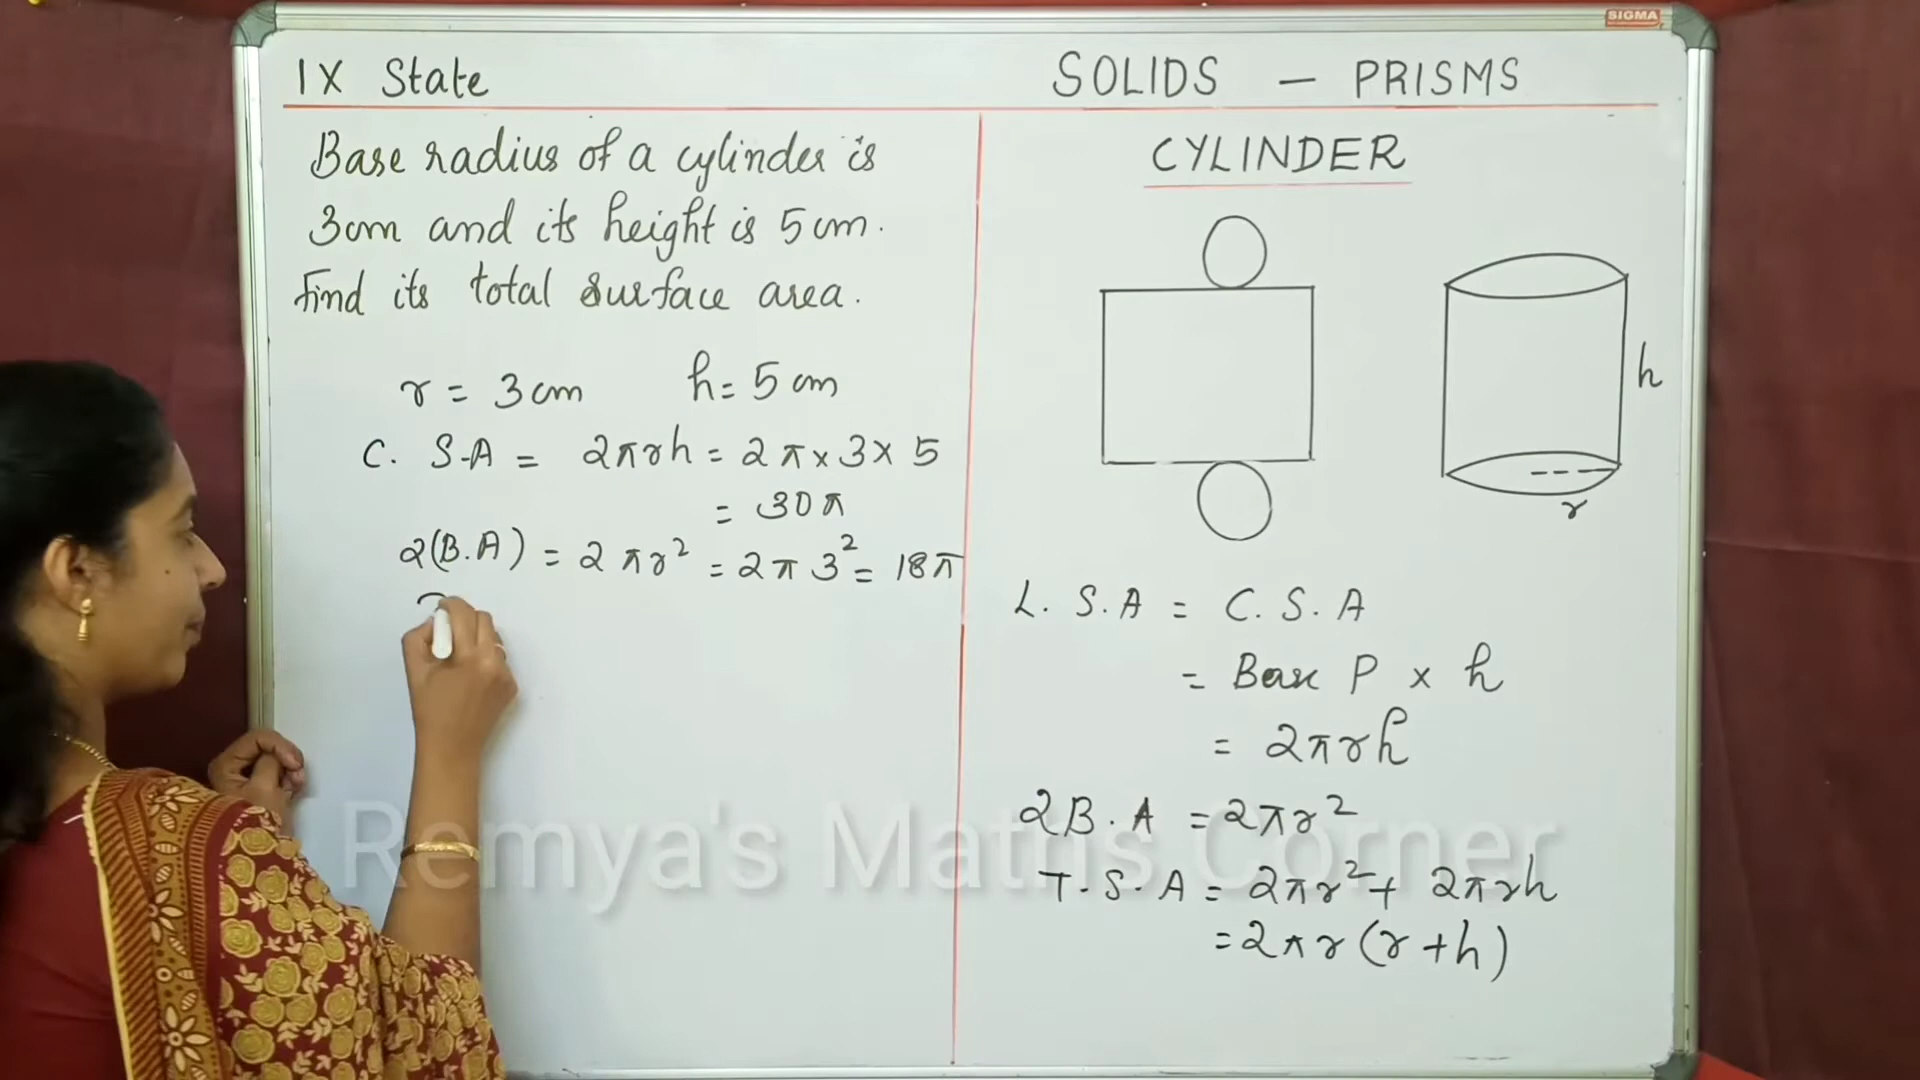 SIGMA
IX State
SOLIDS – PRISMS
Base radius of a cylinder is
3cm and its height is 5cm.
Find its total surface area.
r = 3cm h = 5cm
C. S.A = 2πrh = 2π×3×5
= 30π
2(B.A) = 2πr² = 2π3² = 18π
CYLINDER
h
r
L. S.A = C.S.A
= Base P × h
= 2πrh
2B.A = 2πr²
T.S.A = 2πr² + 2πrh
= 2πr(r+h)
Remya's Maths Corner